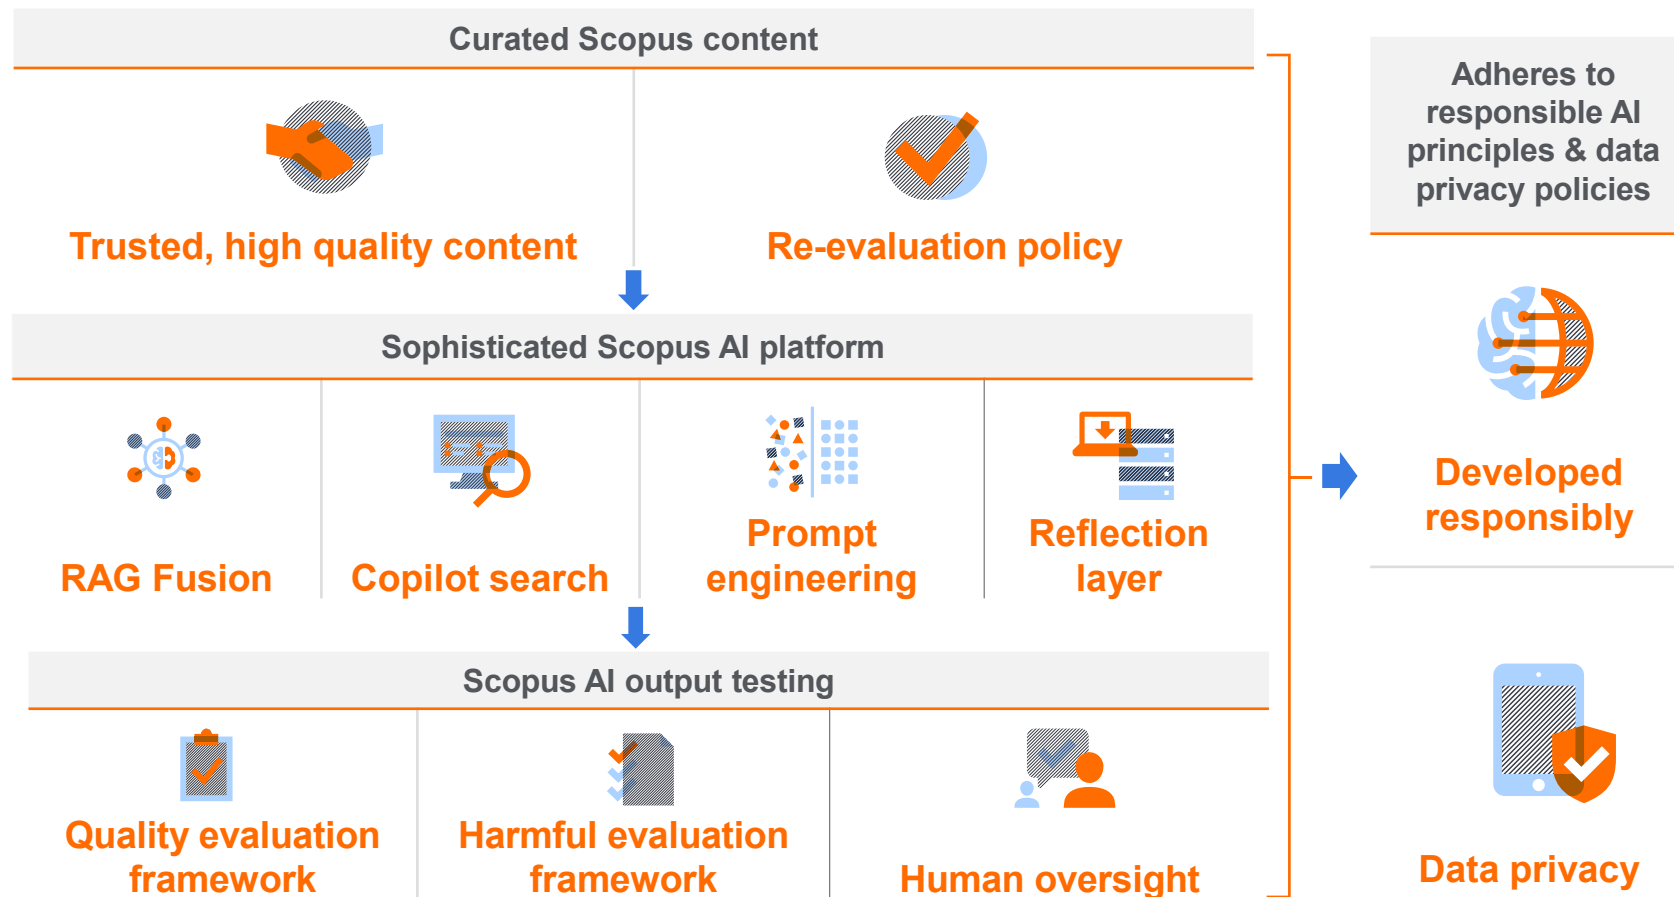 Curated Scopus content
Trusted, high quality content
Re-evaluation policy
Sophisticated Scopus AI platform
RAG Fusion
Copilot search
Prompt
engineering
Reflection
layer
Scopus AI output testing
Quality evaluation
framework
Harmful evaluation
framework
Human oversight
Adheres to
responsible AI
principles & data
privacy policies
Developed
responsibly
Data privacy